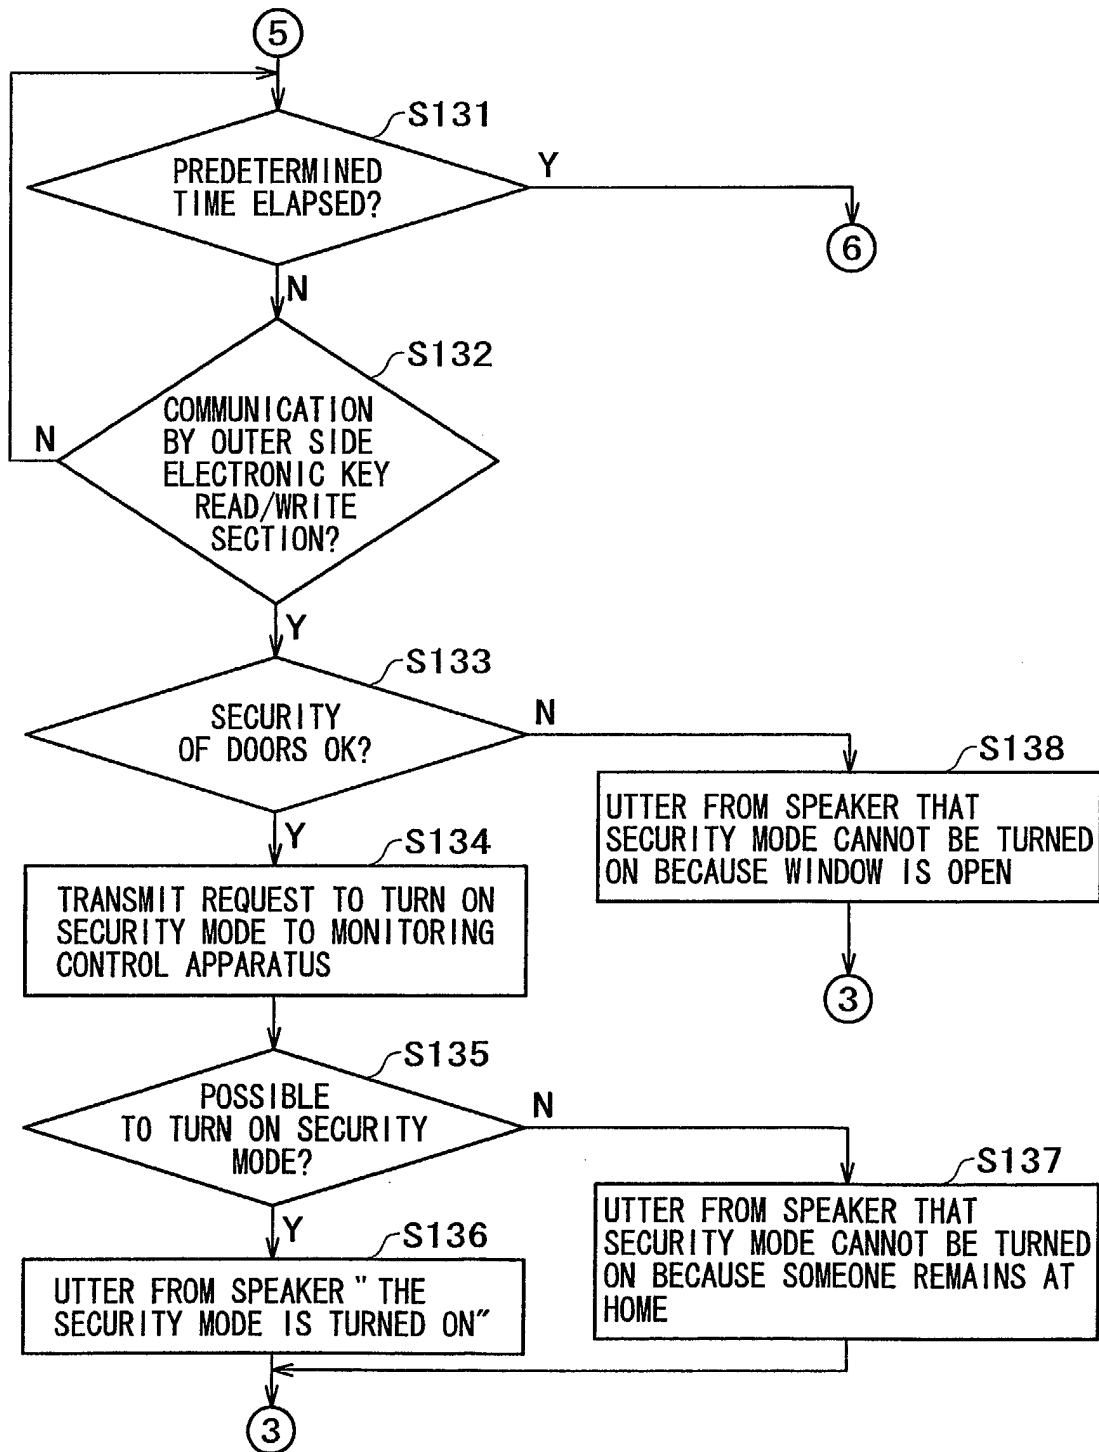 5
S131
PREDETERMINED
TIME ELAPSED?
Y
6
N
S132
COMMUNICATION
BY OUTER SIDE
ELECTRONIC KEY
READ/WRITE
SECTION?
N
Y
S133
SECURITY
OF DOORS OK?
N
S138
UTTER FROM SPEAKER THAT
SECURITY MODE CANNOT BE TURNED
ON BECAUSE WINDOW IS OPEN
3
Y
S134
TRANSMIT REQUEST TO TURN ON
SECURITY MODE TO MONITORING
CONTROL APPARATUS
S135
POSSIBLE
TO TURN ON SECURITY
MODE?
N
S137
UTTER FROM SPEAKER THAT
SECURITY MODE CANNOT BE TURNED
ON BECAUSE SOMEONE REMAINS AT
HOME
Y
S136
UTTER FROM SPEAKER "THE
SECURITY MODE IS TURNED ON"
3